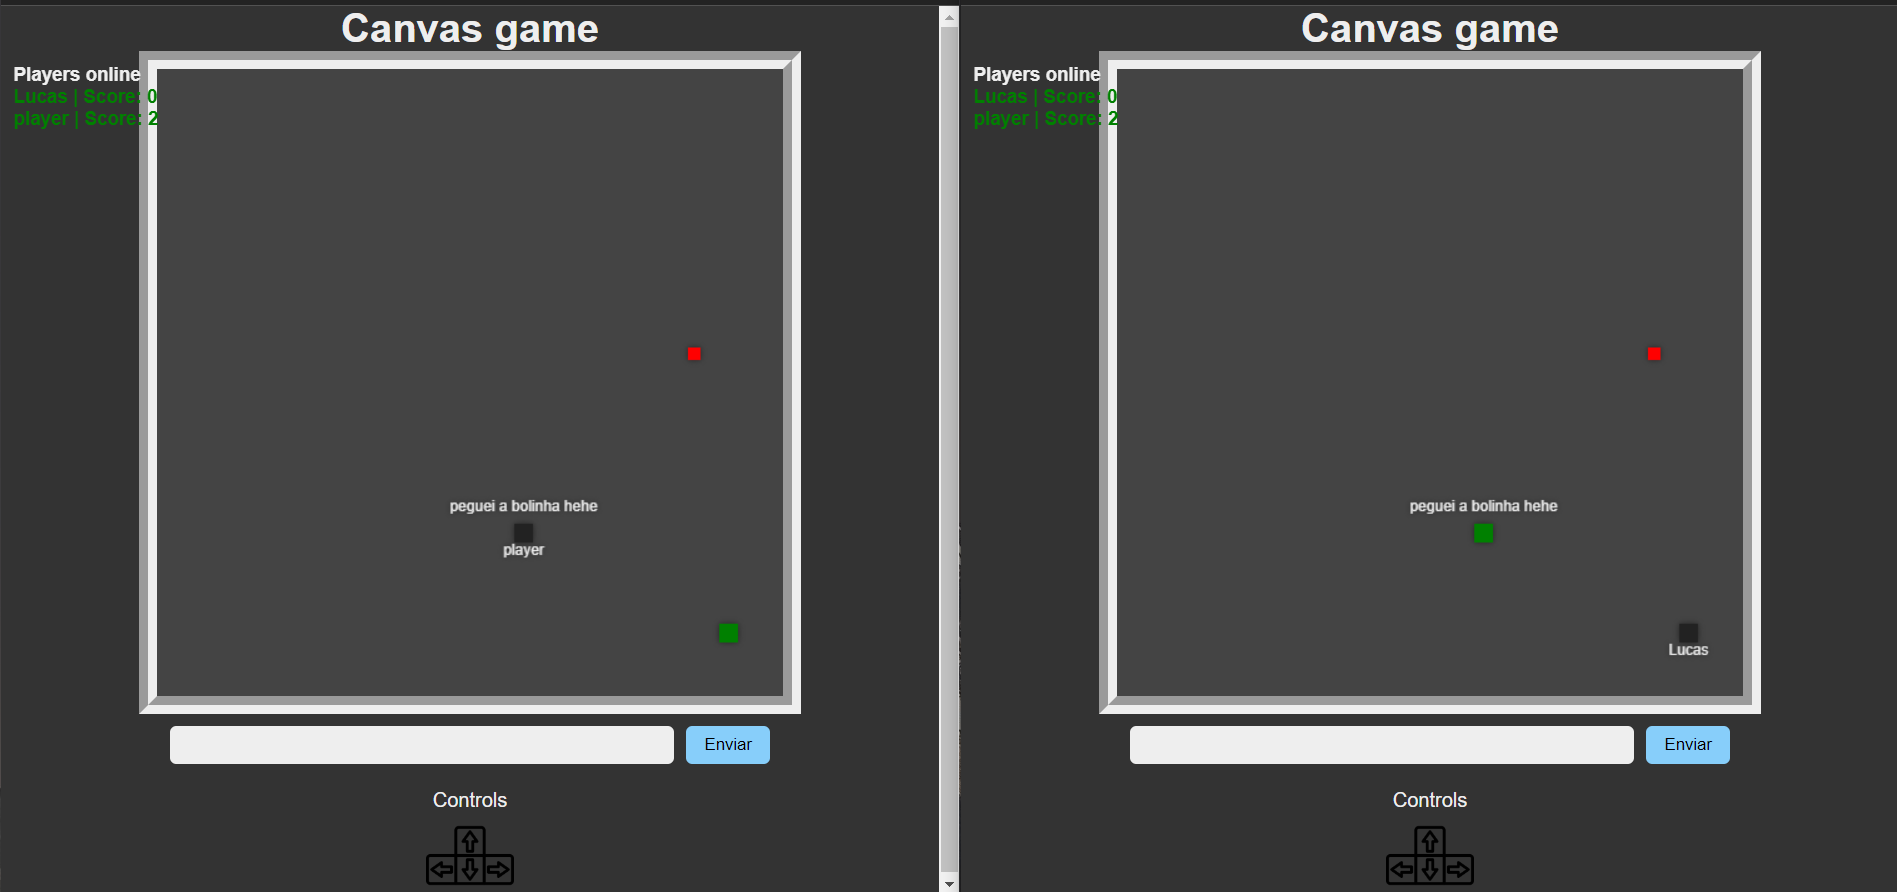 Canvas game
Players online
Lucas | Score: 0
player | Score: 2
peguei a bolinha hehe
player
Enviar
Controls
Canvas game
Players online
Lucas | Score: 0
player | Score: 2
peguei a bolinha hehe
Lucas
Enviar
Controls